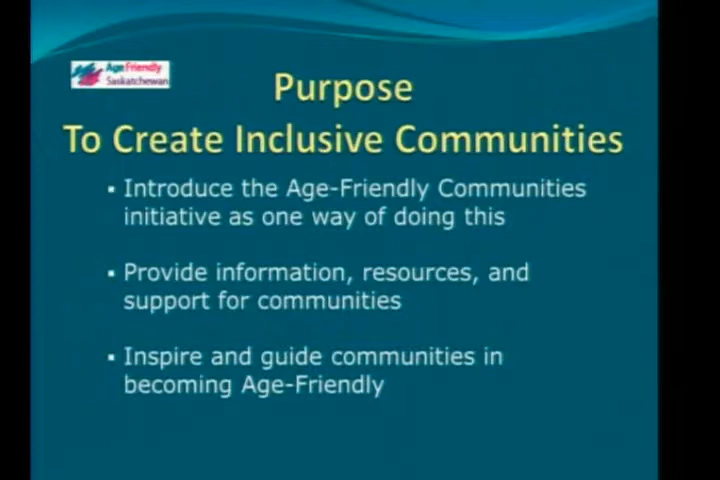 Age Friendly
Saskatchewan
Purpose
To Create Inclusive Communities
▪ Introduce the Age-Friendly Communities
initiative as one way of doing this
▪ Provide information, resources, and
support for communities
▪ Inspire and guide communities in
becoming Age-Friendly